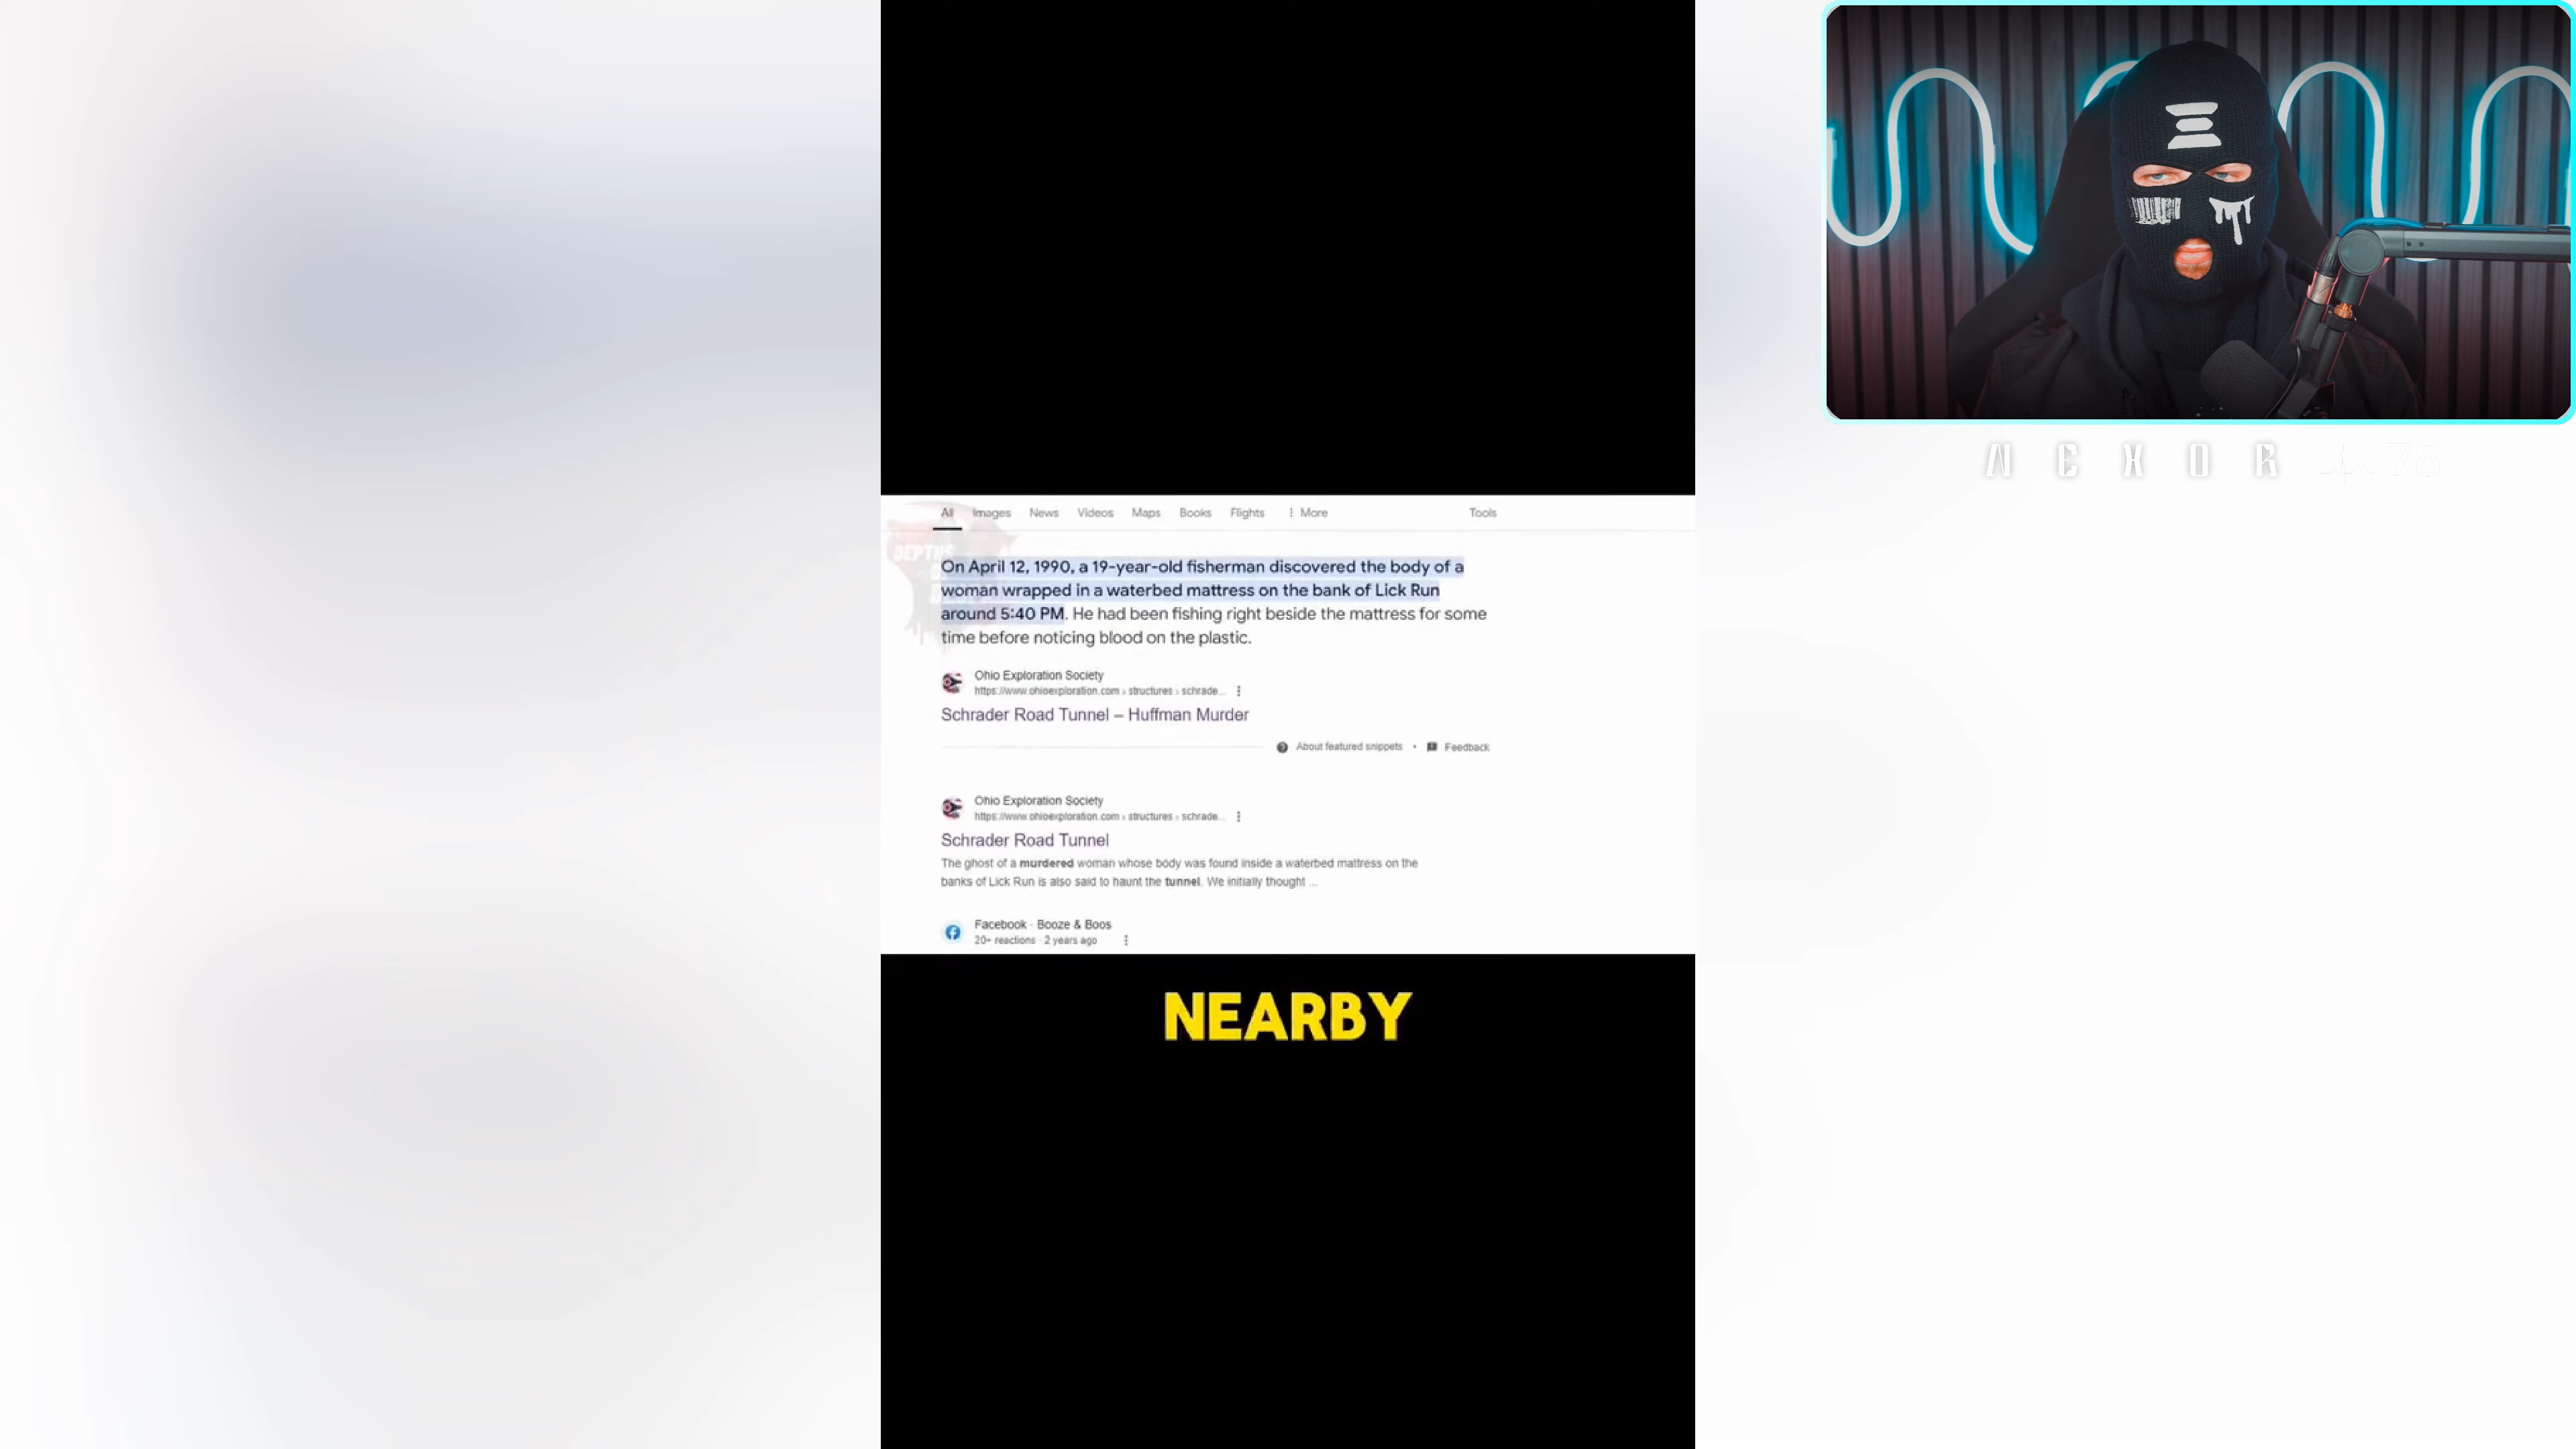 All Images News Videos Maps Books Flights More Tools
DEPTHS
On April 12, 1990, a 19-year-old fisherman discovered the body of a
woman wrapped in a waterbed mattress on the bank of Lick Run
around 5:40 PM. He had been fishing right beside the mattress for some
time before noticing blood on the plastic.
Ohio Exploration Society
https://www.ohioexploration.com › structures › schrade...
Schrader Road Tunnel – Huffman Murder
About featured snippets • Feedback
Ohio Exploration Society
https://www.ohioexploration.com › structures › schrade...
Schrader Road Tunnel
The ghost of a murdered woman whose body was found inside a waterbed mattress on the
banks of Lick Run is also said to haunt the tunnel. We initially thought ...
Facebook · Booze & Boos
20+ reactions · 2 years ago
NEARBY
NEXOR 78